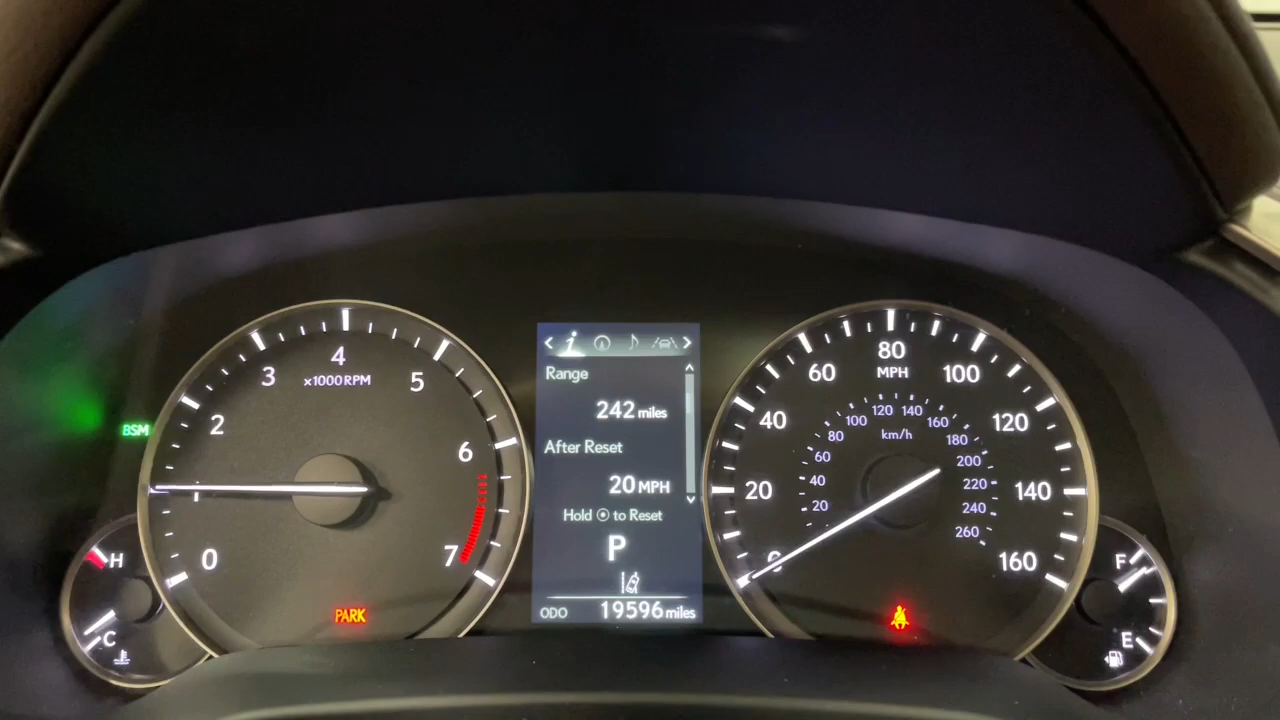 BSM
0
1
2
3
4
5
6
7
x1000RPM
PARK
H
C
Range
242 miles
After Reset
20 MPH
Hold to Reset
P
ODO 19596 miles
0
20
40
60
80
100
120
140
160
MPH
20
40
60
80
100
120
140
160
180
200
220
240
260
km/h
F
E